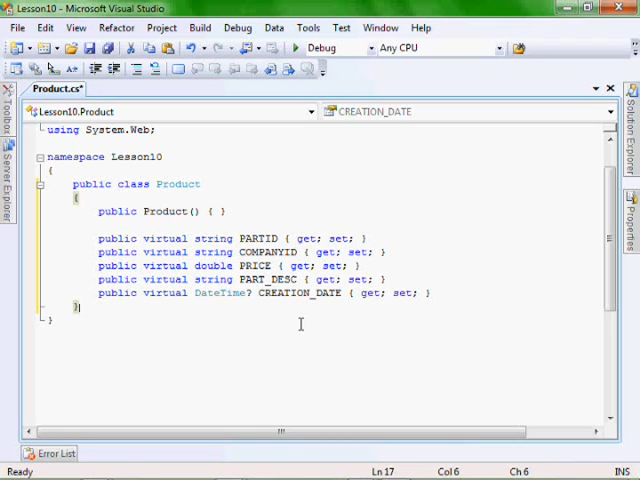 Lesson10 - Microsoft Visual Studio
File Edit View Refactor Project Build Debug Data Tools Test Window Help
Debug Any CPU
Product.cs*
Lesson10.Product CREATION_DATE
using System.Web;
namespace Lesson10
{
public class Product
{
public Product() { }
public virtual string PARTID { get; set; }
public virtual string COMPANYID { get; set; }
public virtual double PRICE { get; set; }
public virtual string PART_DESC { get; set; }
public virtual DateTime? CREATION_DATE { get; set; }
}
}
Toolbox
Server Explorer
Solution Explorer
Properties
Error List
Ready Ln 17 Col 6 Ch 6 INS